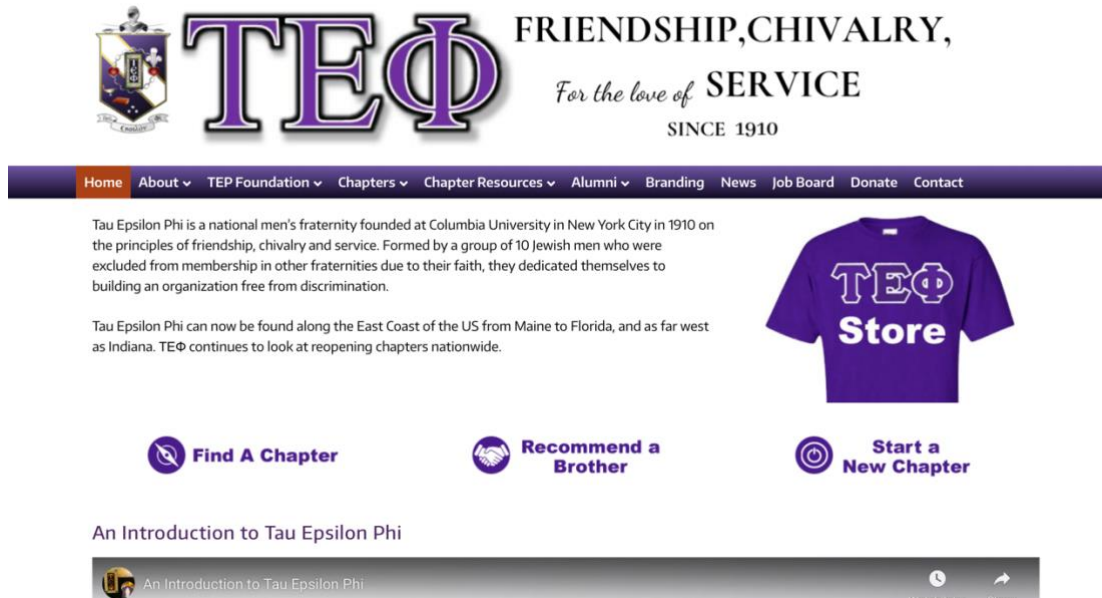 ΤΕΦ
FRIENDSHIP,CHIVALRY,
For the love of SERVICE
SINCE 1910
Home About TEP Foundation Chapters Chapter Resources Alumni Branding News Job Board Donate Contact
Tau Epsilon Phi is a national men's fraternity founded at Columbia University in New York City in 1910 on
the principles of friendship, chivalry and service. Formed by a group of 10 Jewish men who were
excluded from membership in other fraternities due to their faith, they dedicated themselves to
building an organization free from discrimination.
Tau Epsilon Phi can now be found along the East Coast of the US from Maine to Florida, and as far west
as Indiana. ΤΕΦ continues to look at reopening chapters nationwide.
ΤΕΦ
Store
Find A Chapter
Recommend a
Brother
Start a
New Chapter
An Introduction to Tau Epsilon Phi
An Introduction to Tau Epsilon Phi